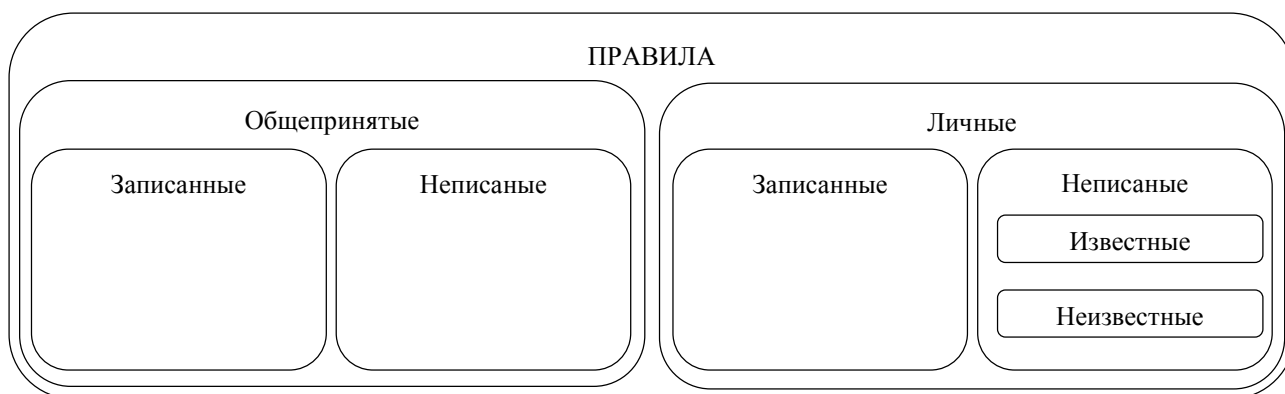 ПРАВИЛА
Общепринятые
Личные
Записанные
Неписаные
Записанные
Неписаные
Известные
Неизвестные